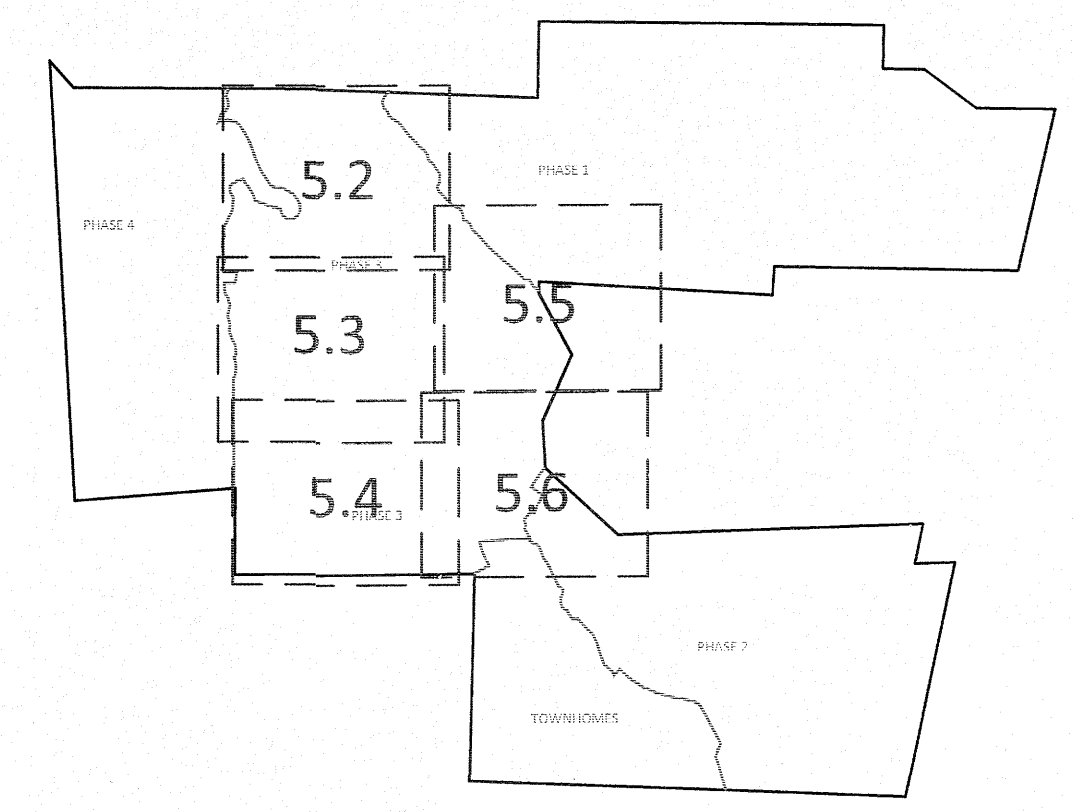 PHASE 1
5.2
PHASE 4
PHASE 3
5.5
5.3
5.4
5.6
PHASE 3
PHASE 2
TOWNHOMES